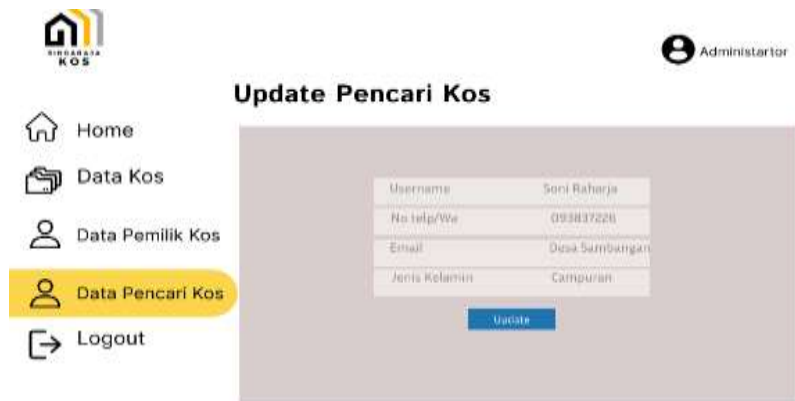 SINGARAJA
KOS
Administartor
Update Pencari Kos
Home
Data Kos
Data Pemilik Kos
Data Pencari Kos
Logout
Username Soni Raharja
No telp/Wa 093837226
Email Desa Sambangan
Jenis Kelamin Campuran
Update